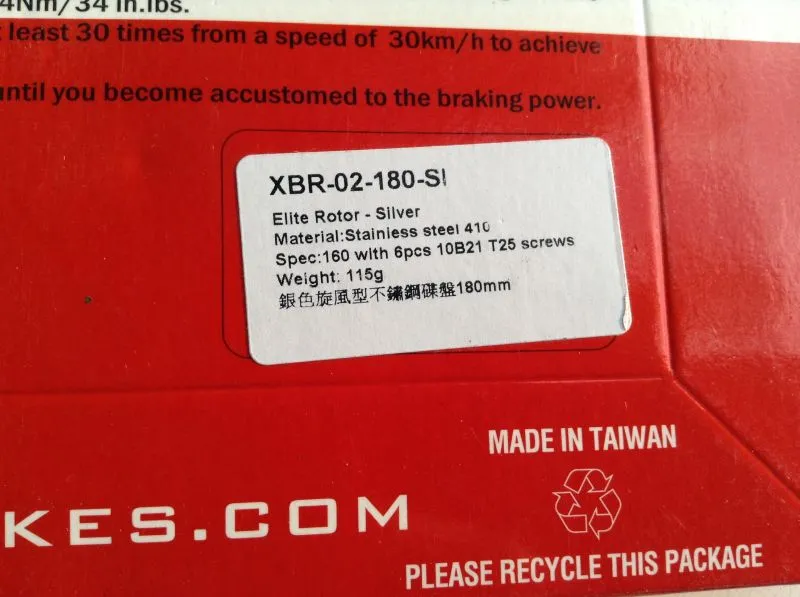 4Nm/34 in.lbs.
least 30 times from a speed of 30km/h to achieve
until you become accustomed to the braking power.
XBR-02-180-Sl
Elite Rotor - Silver
Material:Stainless steel 410
Spec:160 with 6pcs 10B21 T25 screws
Weight: 115g
銀色旋風型不鏽鋼碟盤180mm
MADE IN TAIWAN
KES.COM
PLEASE RECYCLE THIS PACKAGE